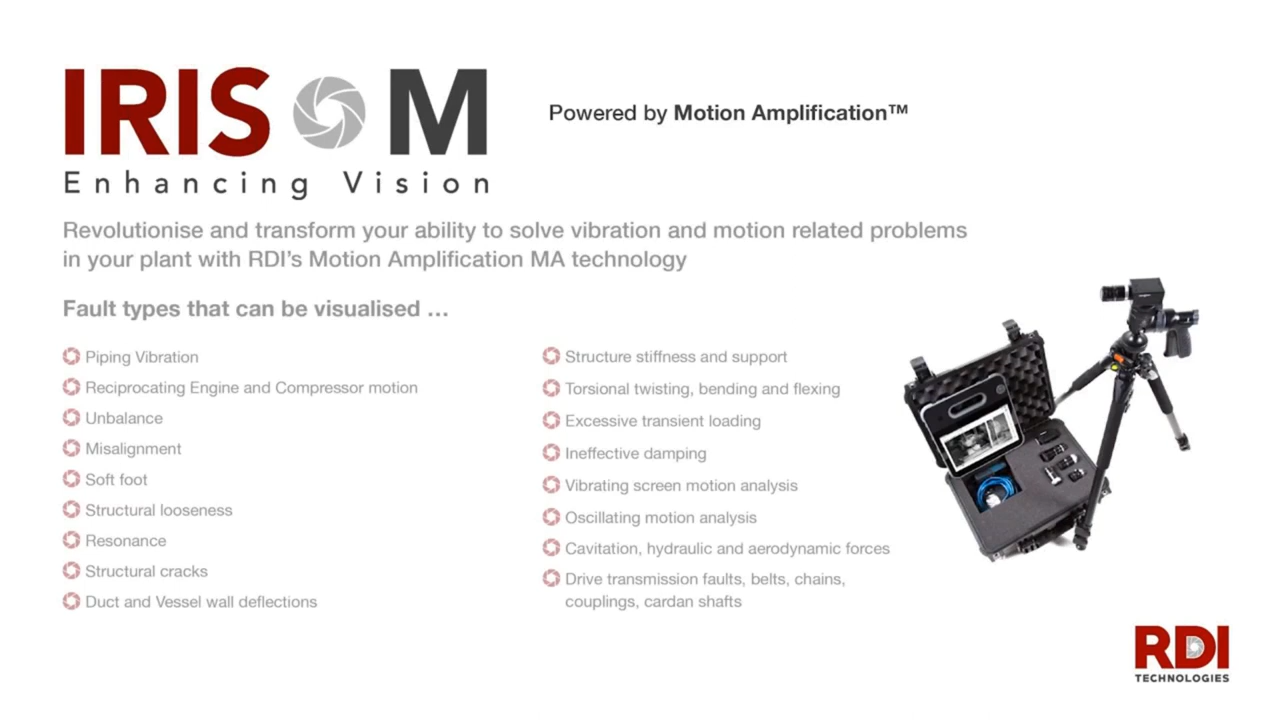 IRIS M
Powered by Motion Amplification™
Enhancing Vision
Revolutionise and transform your ability to solve vibration and motion related problems
in your plant with RDI’s Motion Amplification MA technology
Fault types that can be visualised …
Piping Vibration
Reciprocating Engine and Compressor motion
Unbalance
Misalignment
Soft foot
Structural looseness
Resonance
Structural cracks
Duct and Vessel wall deflections
Structure stiffness and support
Torsional twisting, bending and flexing
Excessive transient loading
Ineffective damping
Vibrating screen motion analysis
Oscillating motion analysis
Cavitation, hydraulic and aerodynamic forces
Drive transmission faults, belts, chains,
couplings, cardan shafts
RDI
TECHNOLOGIES